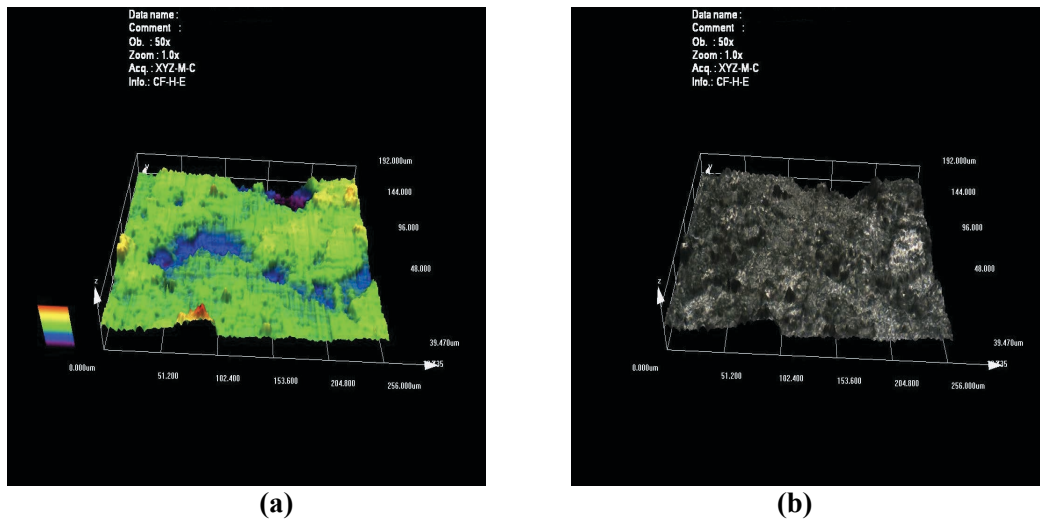 Data name :
Comment :
Ob. : 50x
Zoom : 1.0x
Acq. : XYZ-M-C
Info.: CF-H-E
192.000um
y
144.000
96.000
48.000
z
39.470um
0.000um
51.200
102.400
153.600
204.800
256.000um
(a)
Data name :
Comment :
Ob. : 50x
Zoom : 1.0x
Acq. : XYZ-M-C
Info.: CF-H-E
192.000um
y
144.000
96.000
48.000
z
39.470um
0.000um
51.200
102.400
153.600
204.800
256.000um
(b)